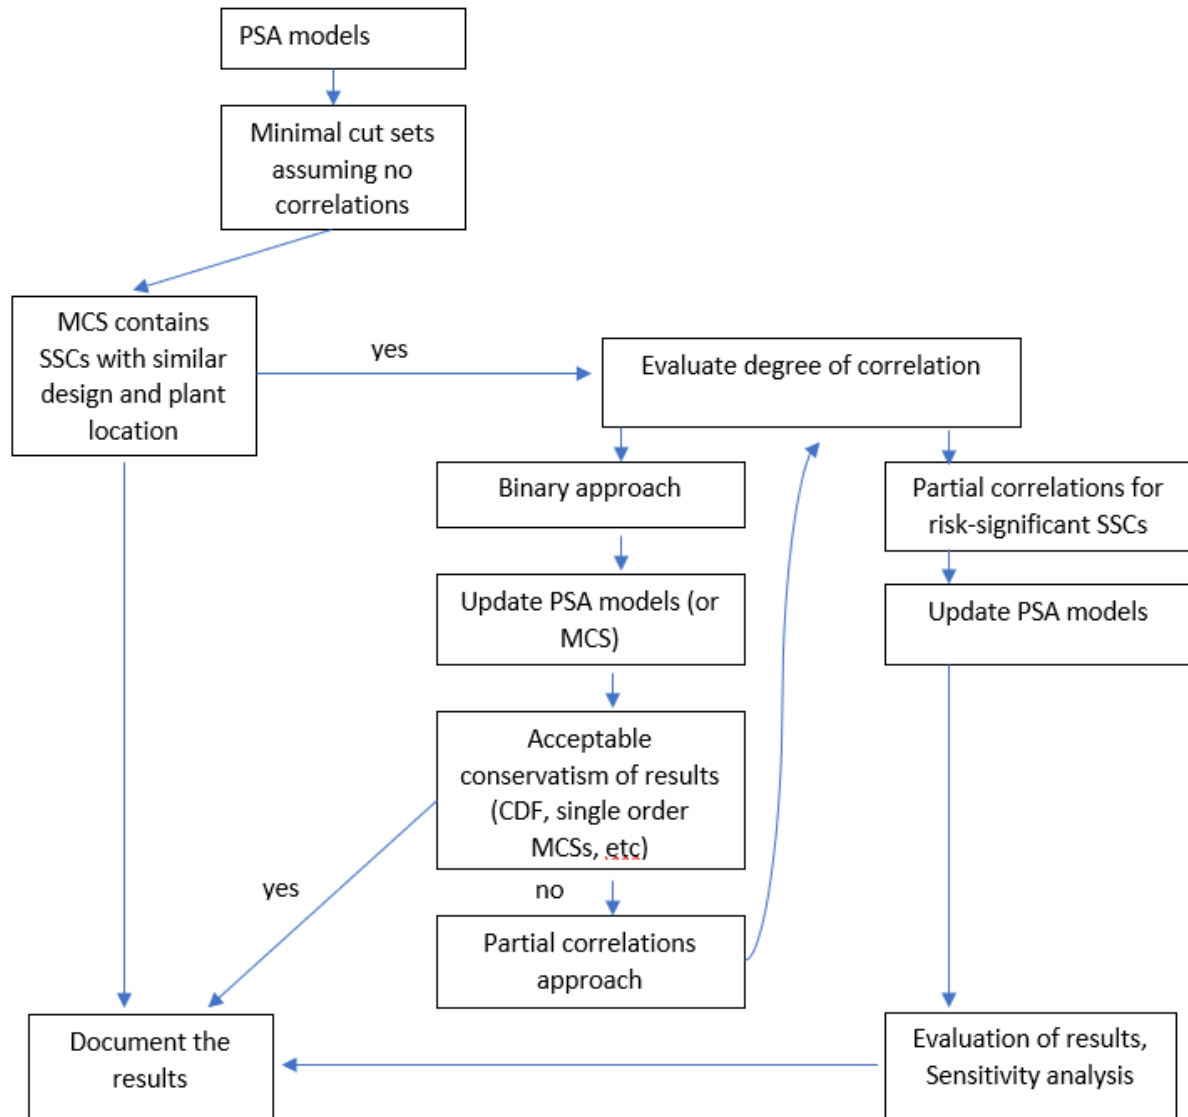 PSA models
Minimal cut sets
assuming no
correlations
MCS contains
SSCs with similar
design and plant
location
yes
Evaluate degree of correlation
Binary approach
Partial correlations for
risk-significant SSCs
Update PSA models (or
MCS)
Update PSA models
Acceptable
conservatism of results
(CDF, single order
MCSs, etc)
yes
no
Partial correlations
approach
Document the
results
Evaluation of results,
Sensitivity analysis